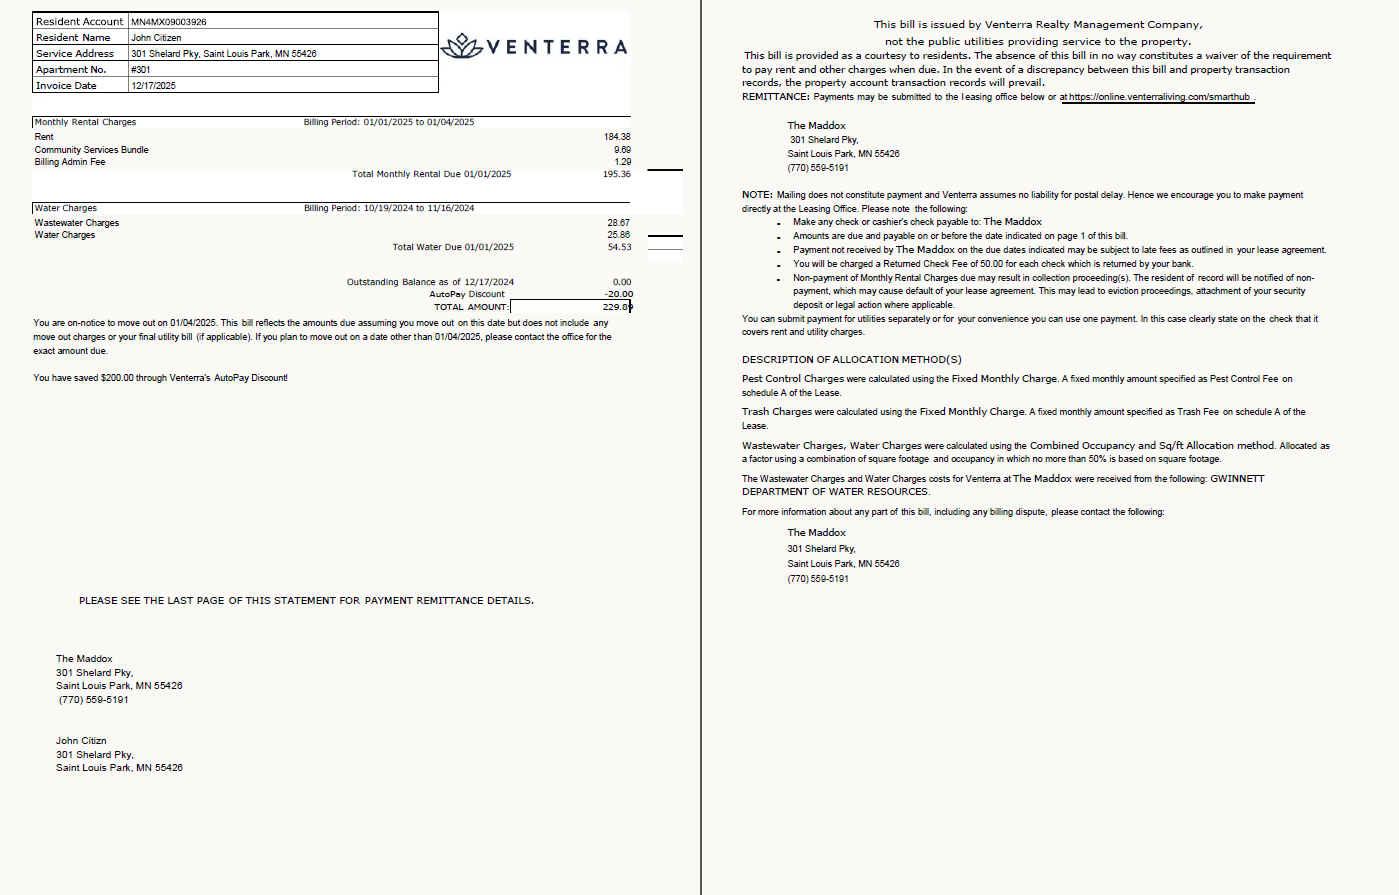 Resident Account MN4MX09003926
Resident Name John Citizen
Service Address 301 Shelard Pky, Saint Louis Park, MN 55426
Apartment No. #301
Invoice Date 12/17/2025
VENTERRA
Monthly Rental Charges Billing Period: 01/01/2025 to 01/04/2025
Rent 184.38
Community Services Bundle 9.69
Billing Admin Fee 1.29
Total Monthly Rental Due 01/01/2025 195.36
Water Charges Billing Period: 10/19/2024 to 11/16/2024
Wastewater Charges 28.67
Water Charges 25.86
Total Water Due 01/01/2025 54.53
Outstanding Balance as of 12/17/2024 0.00
AutoPay Discount -20.00
TOTAL AMOUNT: 229.89
You are on-notice to move out on 01/04/2025. This bill reflects the amounts due assuming you move out on this date but does not include any
move out charges or your final utility bill (if applicable). If you plan to move out on a date other than 01/04/2025, please contact the office for the
exact amount due.
You have saved $200.00 through Venterra's AutoPay Discount!
PLEASE SEE THE LAST PAGE OF THIS STATEMENT FOR PAYMENT REMITTANCE DETAILS.
The Maddox
301 Shelard Pky,
Saint Louis Park, MN 55426
(770) 559-5191
John Citizn
301 Shelard Pky,
Saint Louis Park, MN 55426
This bill is issued by Venterra Realty Management Company,
not the public utilities providing service to the property.
This bill is provided as a courtesy to residents. The absence of this bill in no way constitutes a waiver of the requirement
to pay rent and other charges when due. In the event of a discrepancy between this bill and property transaction
records, the property account transaction records will prevail.
REMITTANCE: Payments may be submitted to the leasing office below or at https://online.venterraliving.com/smarthub .
The Maddox
301 Shelard Pky,
Saint Louis Park, MN 55426
(770) 559-5191
NOTE: Mailing does not constitute payment and Venterra assumes no liability for postal delay. Hence we encourage you to make payment
directly at the Leasing Office. Please note the following:
- Make any check or cashier's check payable to: The Maddox
- Amounts are due and payable on or before the date indicated on page 1 of this bill.
- Payment not received by The Maddox on the due dates indicated may be subject to late fees as outlined in your lease agreement.
- You will be charged a Returned Check Fee of 50.00 for each check which is returned by your bank.
- Non-payment of Monthly Rental Charges due may result in collection proceeding(s). The resident of record will be notified of non-
payment, which may cause default of your lease agreement. This may lead to eviction proceedings, attachment of your security
deposit or legal action where applicable.
You can submit payment for utilities separately or for your convenience you can use one payment. In this case clearly state on the check that it
covers rent and utility charges.
DESCRIPTION OF ALLOCATION METHOD(S)
Pest Control Charges were calculated using the Fixed Monthly Charge. A fixed monthly amount specified as Pest Control Fee on
schedule A of the Lease.
Trash Charges were calculated using the Fixed Monthly Charge. A fixed monthly amount specified as Trash Fee on schedule A of the
Lease.
Wastewater Charges, Water Charges were calculated using the Combined Occupancy and Sq/ft Allocation method. Allocated as
a factor using a combination of square footage and occupancy in which no more than 50% is based on square footage.
The Wastewater Charges and Water Charges costs for Venterra at The Maddox were received from the following: GWINNETT
DEPARTMENT OF WATER RESOURCES.
For more information about any part of this bill, including any billing dispute, please contact the following:
The Maddox
301 Shelard Pky,
Saint Louis Park, MN 55426
(770) 559-5191